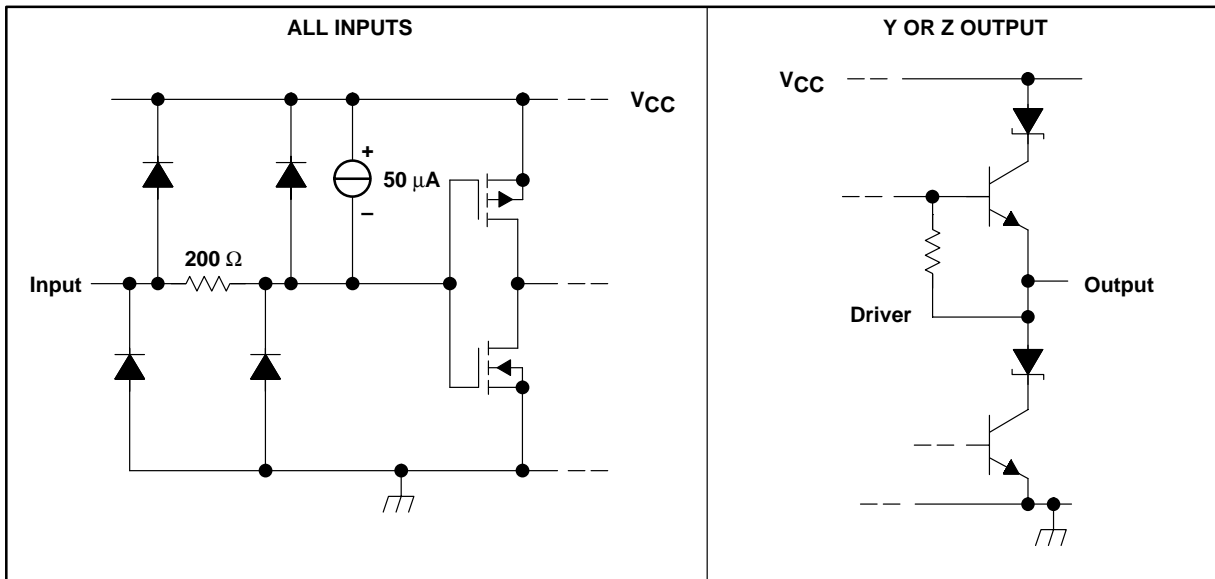 ALL INPUTS
VCC
+
50 μA
–
200 Ω
Input
Y OR Z OUTPUT
VCC
Output
Driver